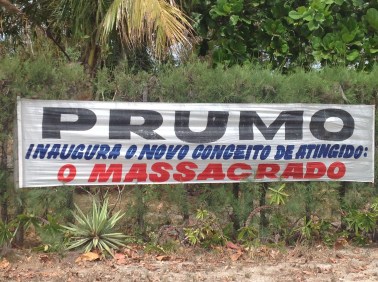 PRUMO
INAUGURA O NOVO CONCEITO DE ATINGIDO:
O MASSACRADO